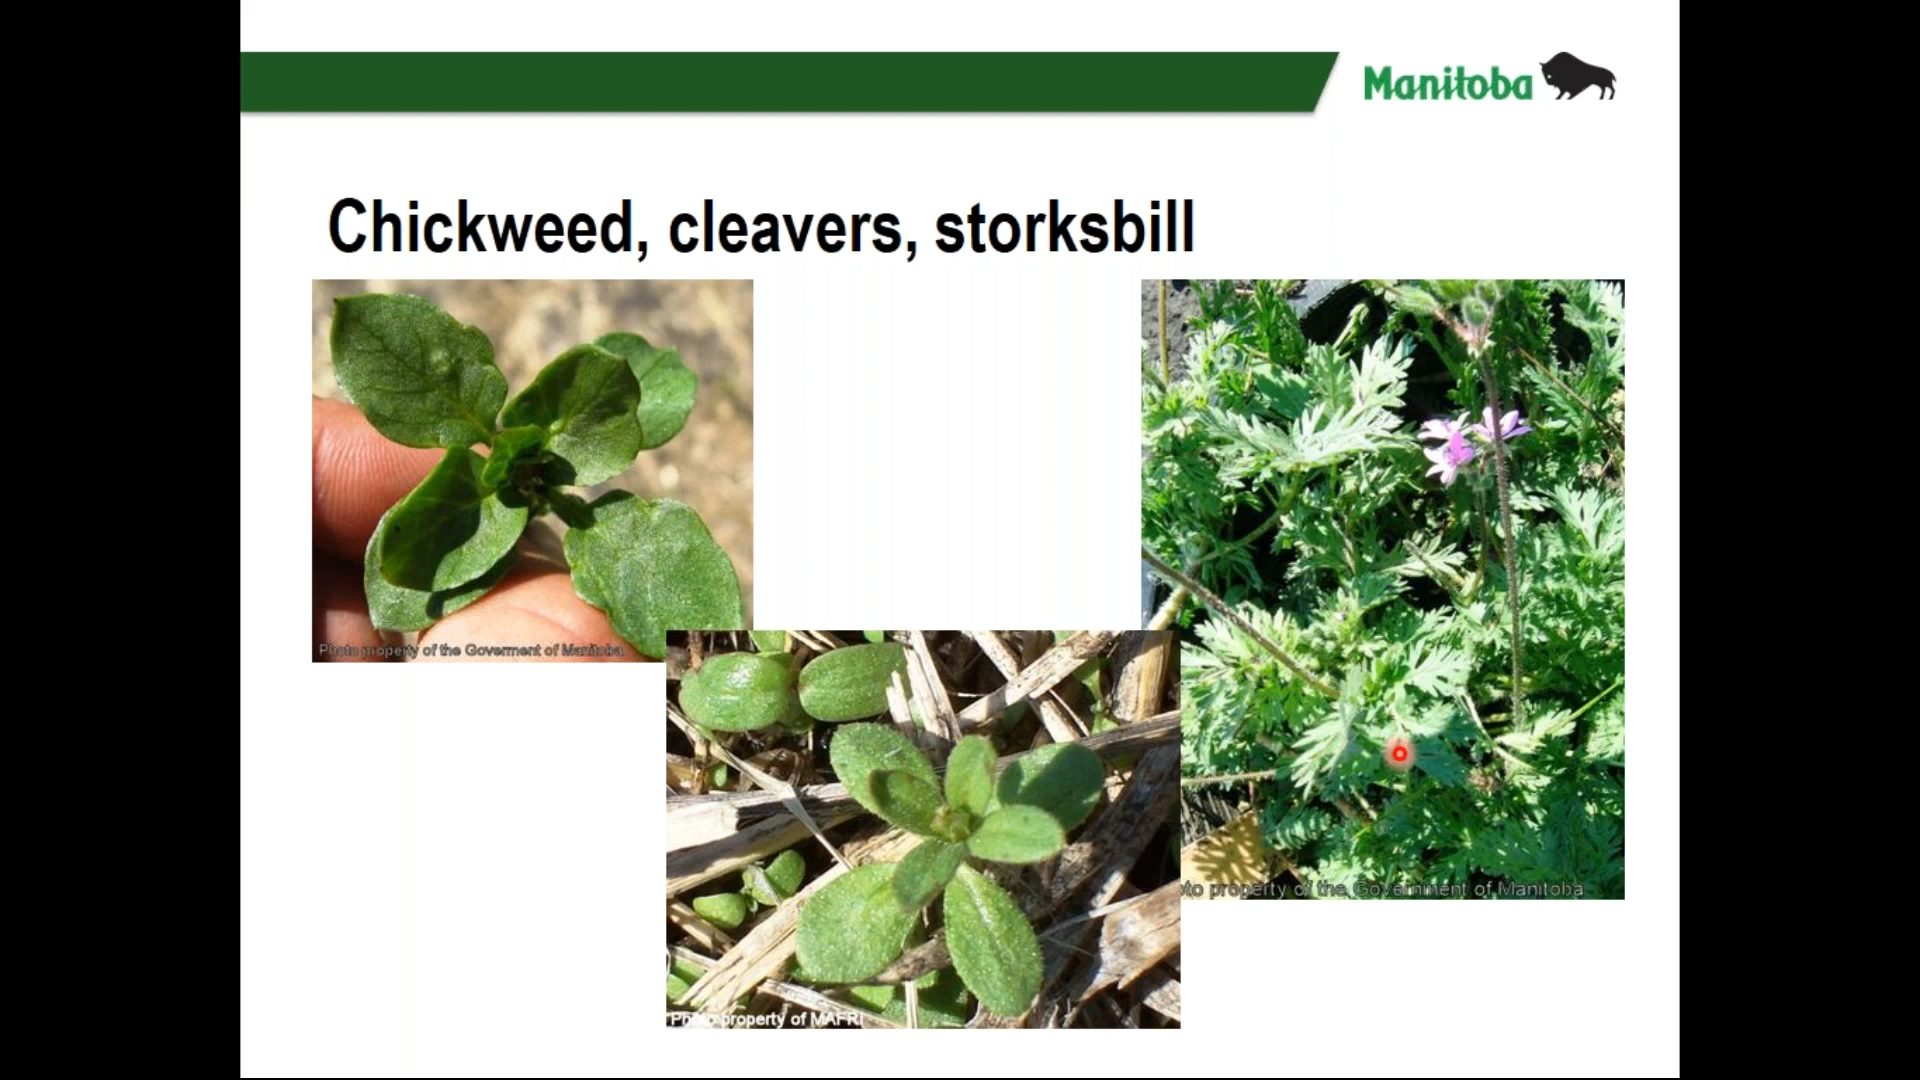 Manitoba
Chickweed, cleavers, storksbill
Photo property of the Goverment of Manitoba
Photo property of MAFRI
property of the Government of Manitoba